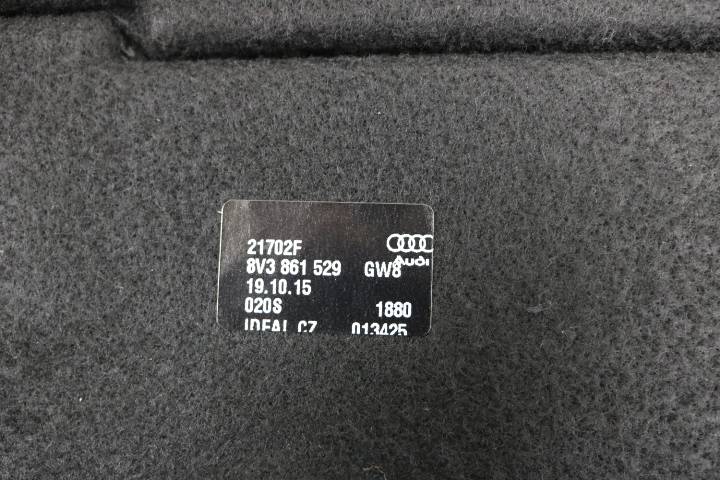 21702F
Audi
8V3 861 529 GW8
19.10.15
020S 1880
IDEAL CZ 013425